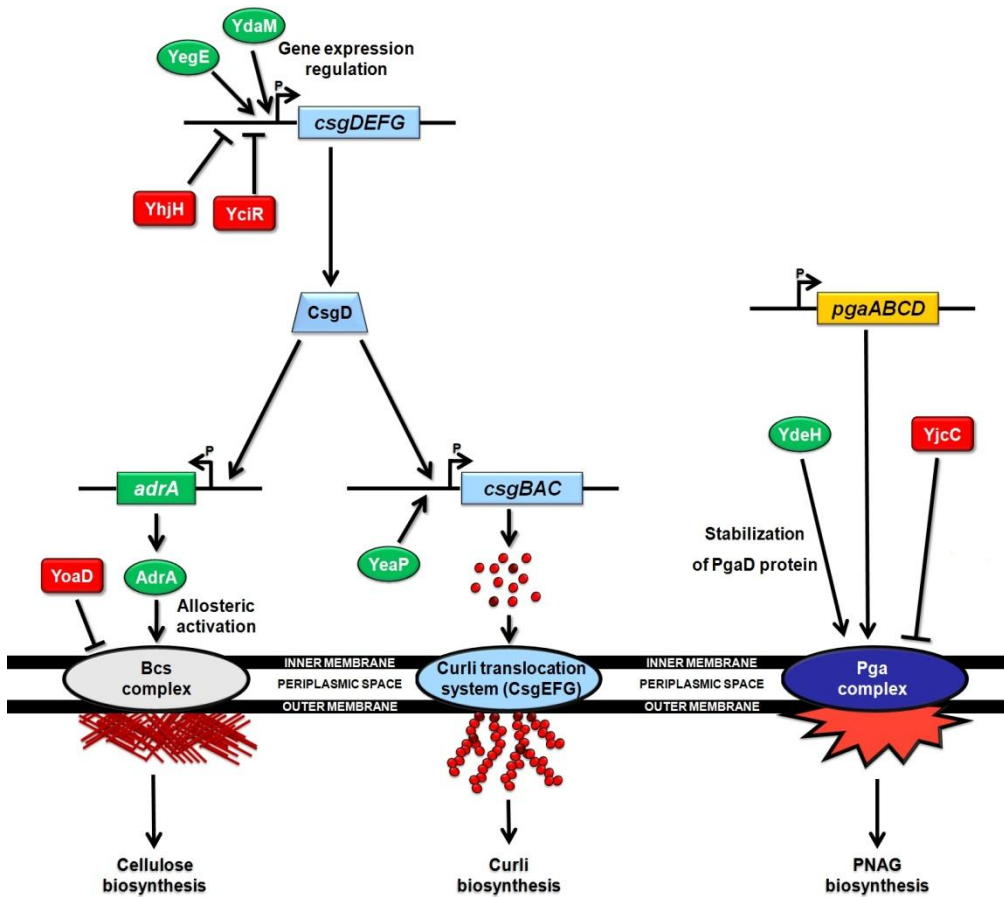 YdaM
YegE
Gene expression
regulation
P
csgDEFG
YhjH
YciR
CsgD
P
pgaABCD
YdeH
YjcC
P
adrA
P
csgBAC
Stabilization
of PgaD protein
YoaD
AdrA
YeaP
Allosteric
activation
Bcs
complex
INNER MEMBRANE
PERIPLASMIC SPACE
OUTER MEMBRANE
Curli translocation
system (CsgEFG)
INNER MEMBRANE
PERIPLASMIC SPACE
OUTER MEMBRANE
Pga
complex
Cellulose
biosynthesis
Curli
biosynthesis
PNAG
biosynthesis